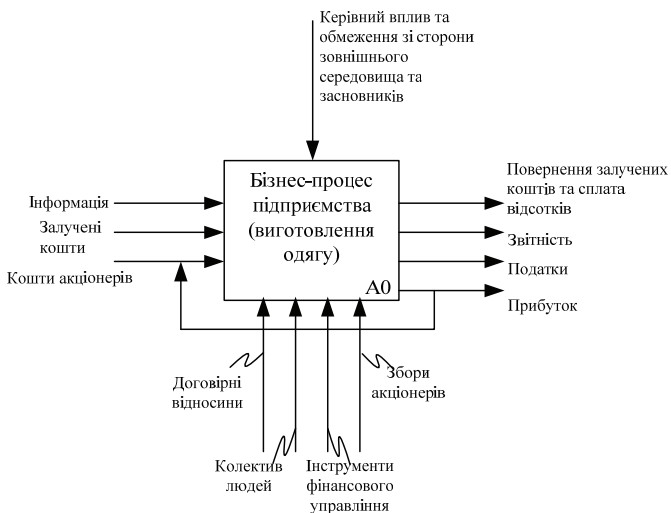 Керівний вплив та
обмеження зі сторони
зовнішнього
середовища та
засновників
Бізнес-процес
підприємства
(виготовлення
одягу)
A0
Інформація
Залучені
кошти
Кошти акціонерів
Повернення залучених
коштів та сплата
відсотків
Звітність
Податки
Прибуток
Договірні
відносини
Збори
акціонерів
Колектив
людей
Інструменти
фінансового
управління